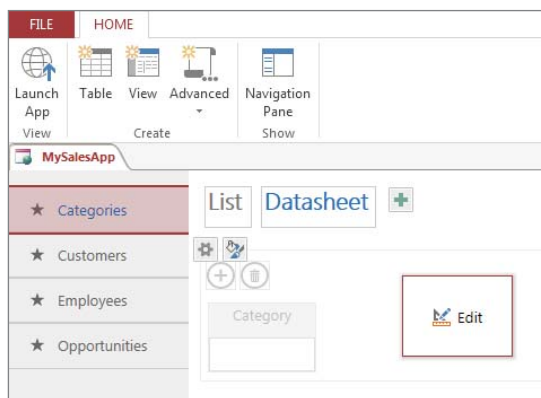 FILE HOME
Launch App Table View Advanced Navigation Pane
View Create Show
MySalesApp
Categories List Datasheet
Customers
Employees Category Edit
Opportunities